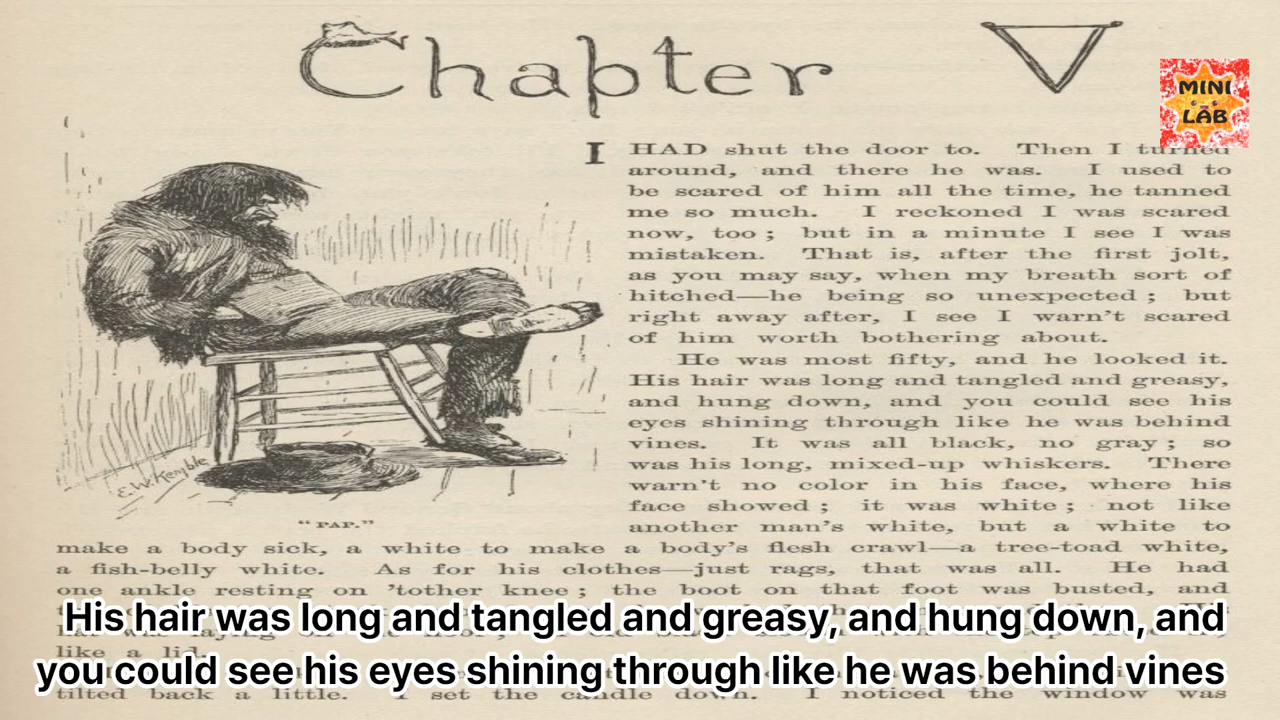 Chapter V
MINI
LAB
I HAD shut the door to. Then I turned
around, and there he was. I used to
be scared of him all the time, he tanned
me so much. I reckoned I was scared
now, too ; but in a minute I see I was
mistaken. That is, after the first jolt,
as you may say, when my breath sort of
hitched—he being so unexpected ; but
right away after, I see I warn't scared
of him worth bothering about.
He was most fifty, and he looked it.
His hair was long and tangled and greasy,
and hung down, and you could see his
eyes shining through like he was behind
vines. It was all black, no gray ; so
was his long, mixed-up whiskers. There
warn't no color in his face, where his
face showed ; it was white ; not like
another man's white, but a white to
make a body sick, a white to make a body's flesh crawl—a tree-toad white,
a fish-belly white. As for his clothes—just rags, that was all. He had
one ankle resting on 'tother knee ; the boot on that foot was busted, and
like a lid.
tilted back a little. I set the candle down. I noticed the window was
E.W. Kemble
"PAP."
His hair was long and tangled and greasy, and hung down, and
you could see his eyes shining through like he was behind vines